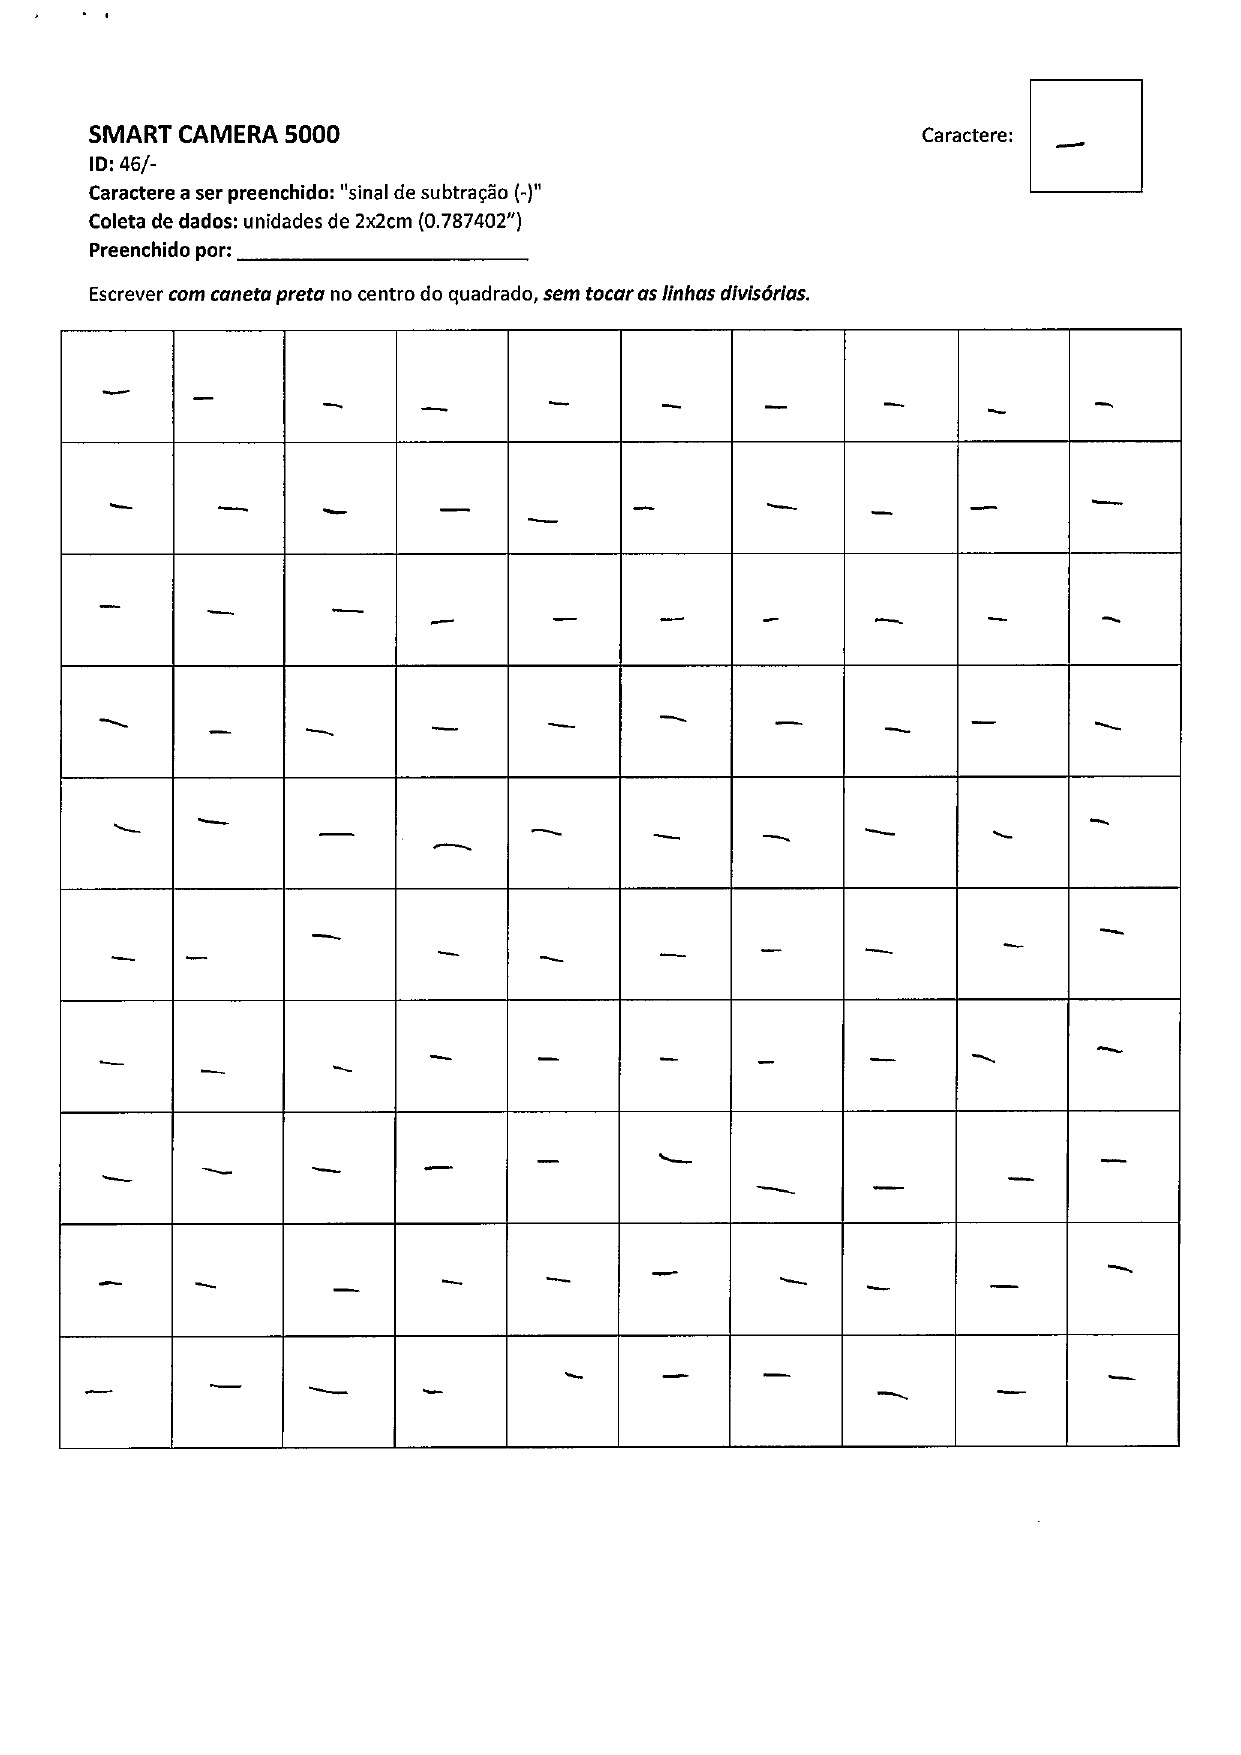 SMART CAMERA 5000
Caractere: -
ID: 46/-
Caractere a ser preenchido: "sinal de subtração (-)"
Coleta de dados: unidades de 2x2cm (0.787402”)
Preenchido por: ____________________________
Escrever com caneta preta no centro do quadrado, sem tocar as linhas divisórias.
- - - - - - - - - -
- - - - - - - - - -
- - - - - - - - - -
- - - - - - - - - -
- - - - - - - - - -
- - - - - - - - - -
- - - - - - - - - -
- - - - - - - - - -
- - - - - - - - - -
- - - - - - - - - -